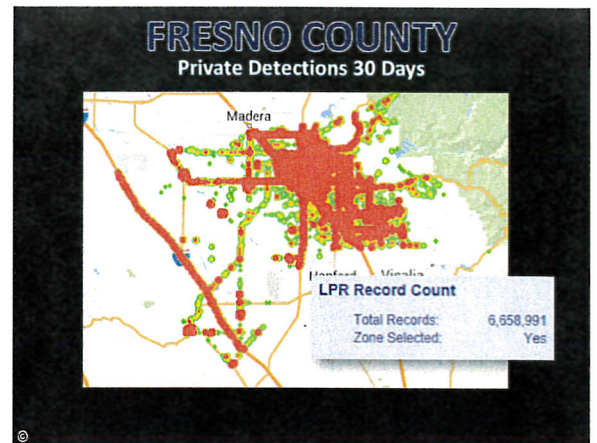 FRESNO COUNTY
Private Detections 30 Days
Madera
Hanford Visalia
LPR Record Count
Total Records: 6,658,991
Zone Selected: Yes
©